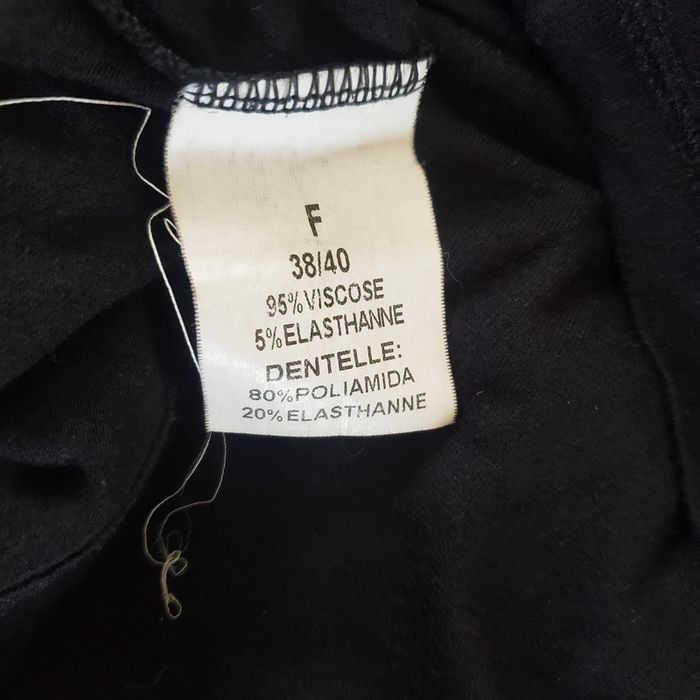 F
38/40
95%VISCOSE
5%ELASTHANNE
DENTELLE:
80%POLIAMIDA
20%ELASTHANNE